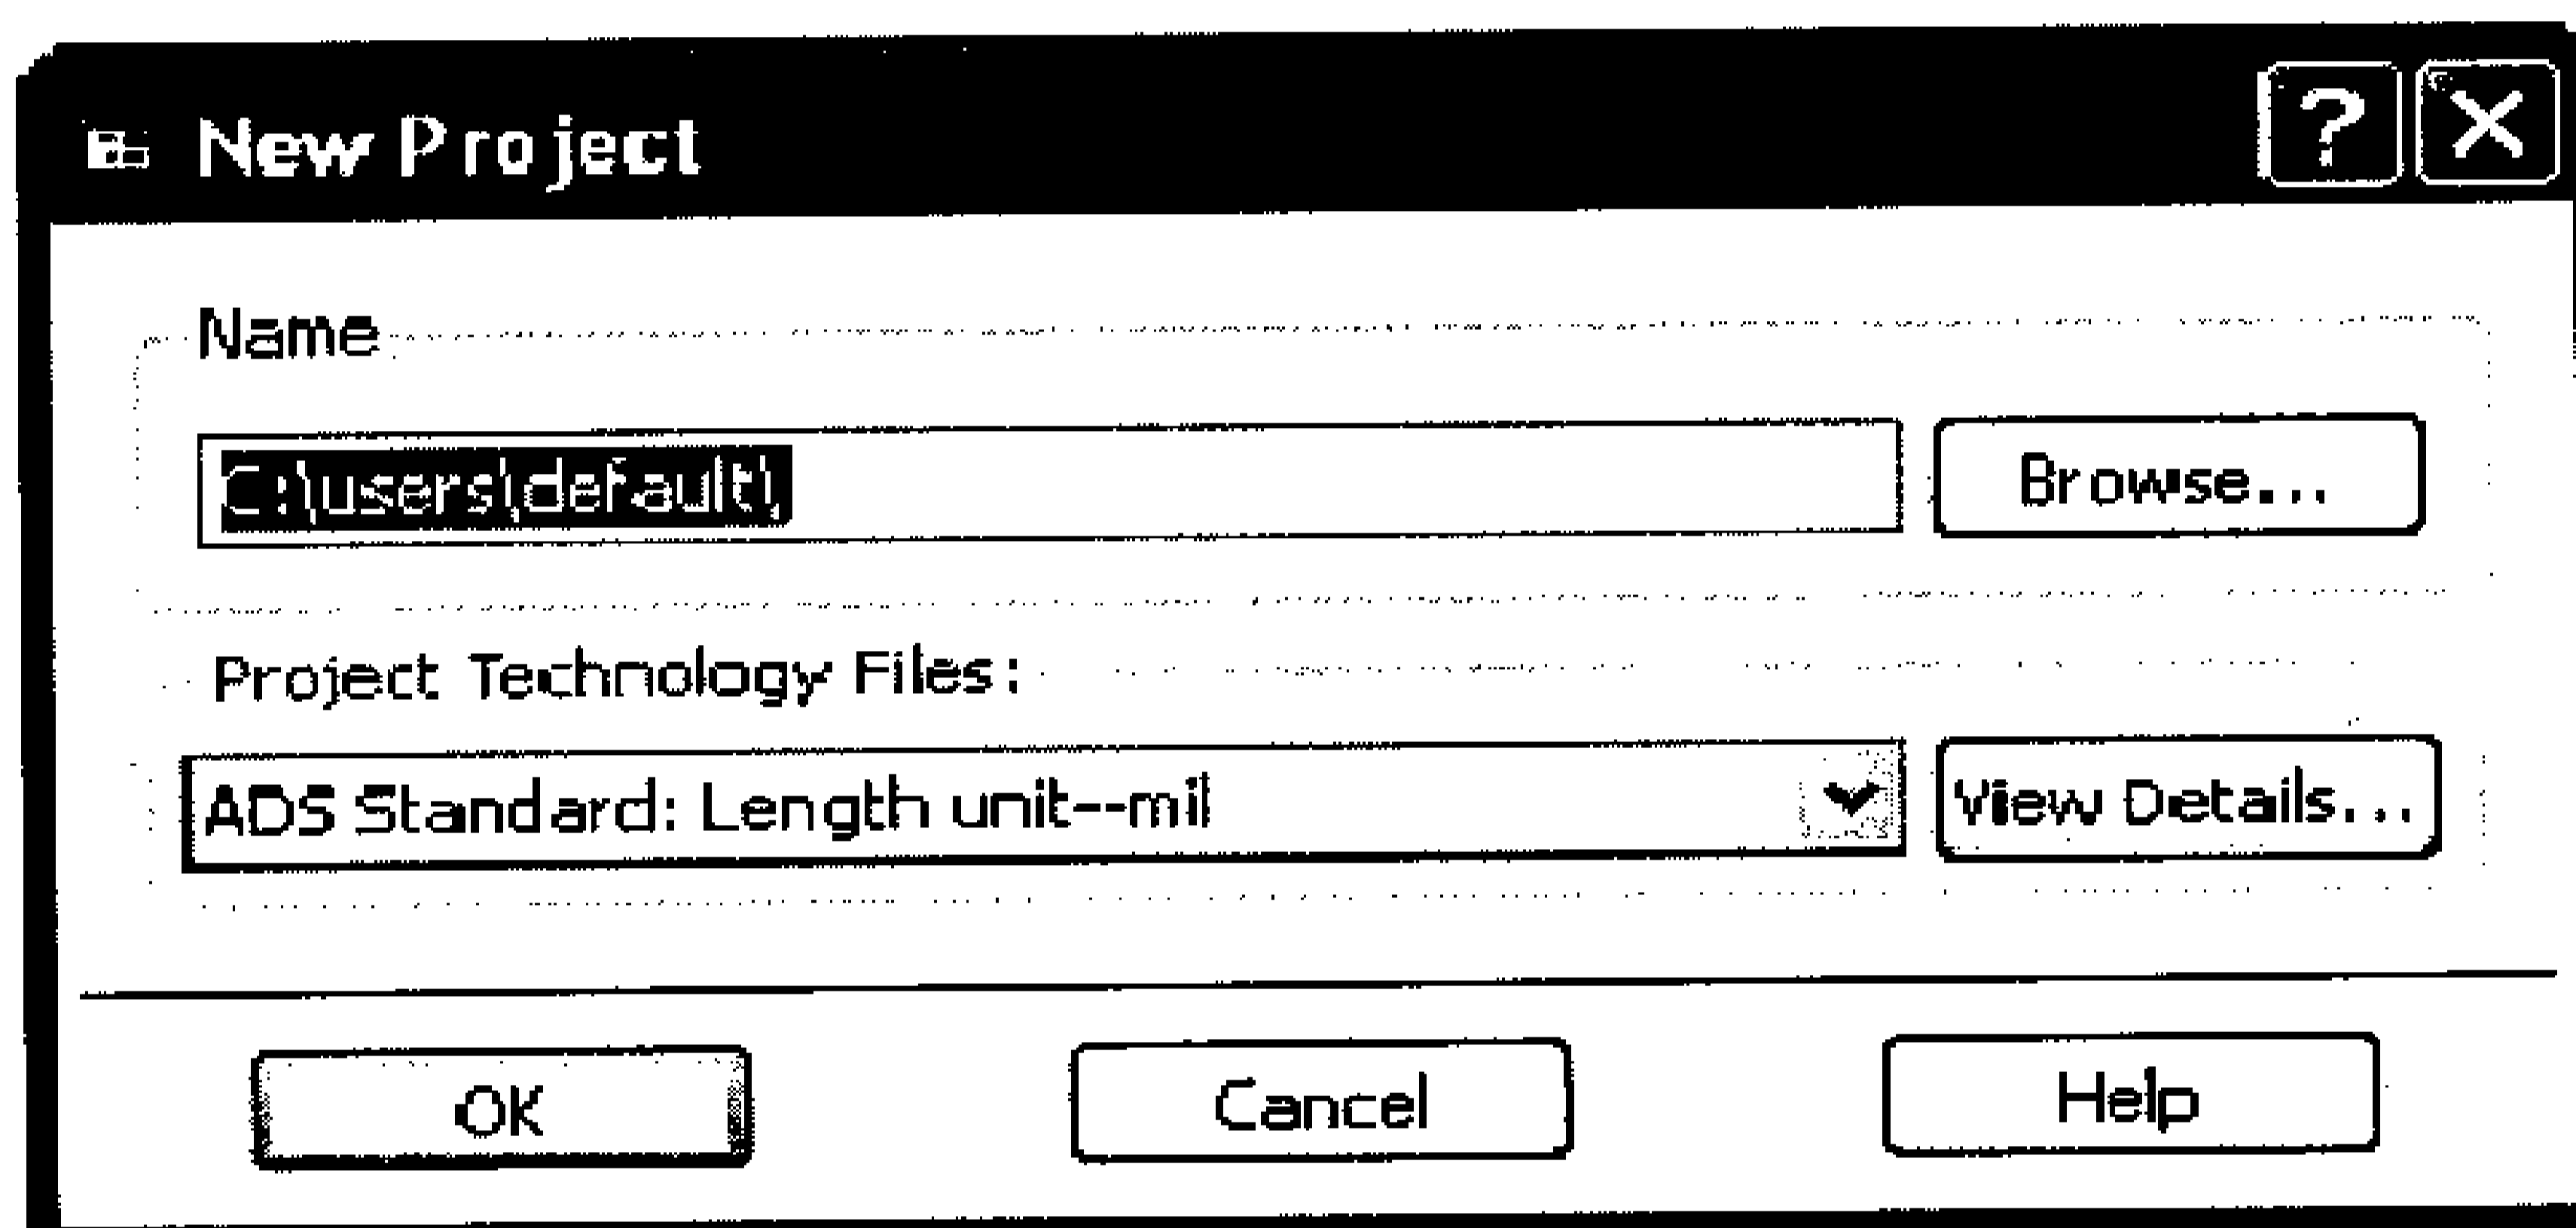 New Project
Name
C:\users\default\
Browse...
Project Technology Files:
ADS Standard: Length unit--mil
View Details...
OK
Cancel
Help